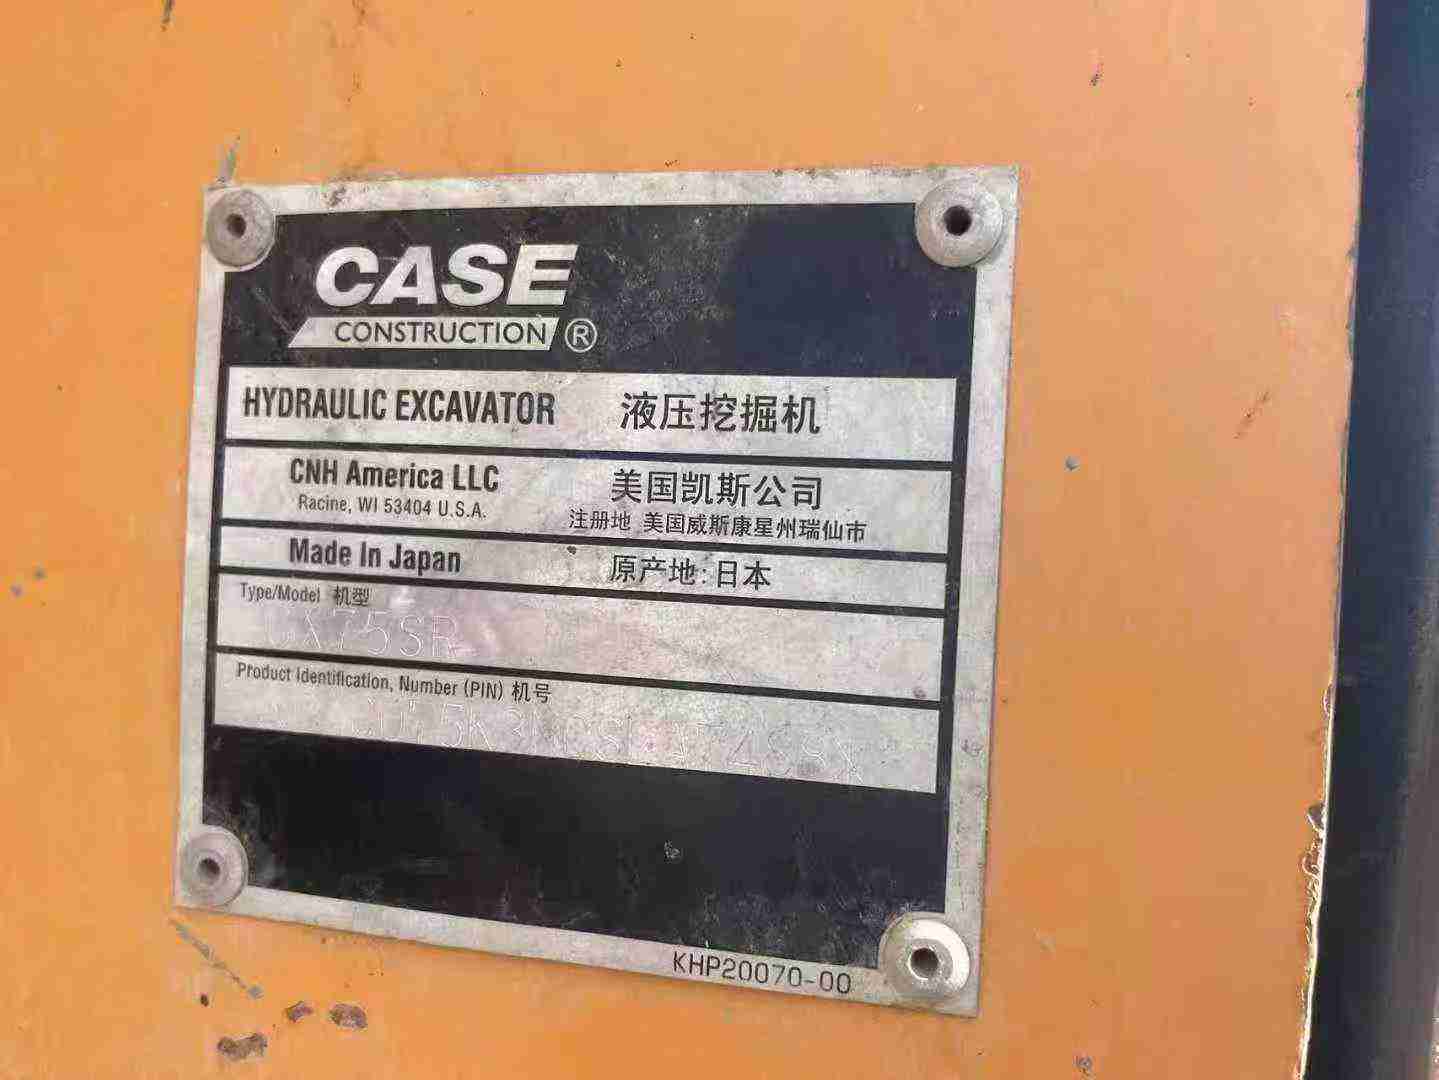 CASE
CONSTRUCTION ®
HYDRAULIC EXCAVATOR 液压挖掘机
CNH America LLC 美国凯斯公司
Racine, WI 53404 U.S.A. 注册地 美国威斯康星州瑞仙市
Made In Japan 原产地:日本
Type/Model 机型
CX75SR
Product Identification, Number (PIN) 机号
KHP20070-00